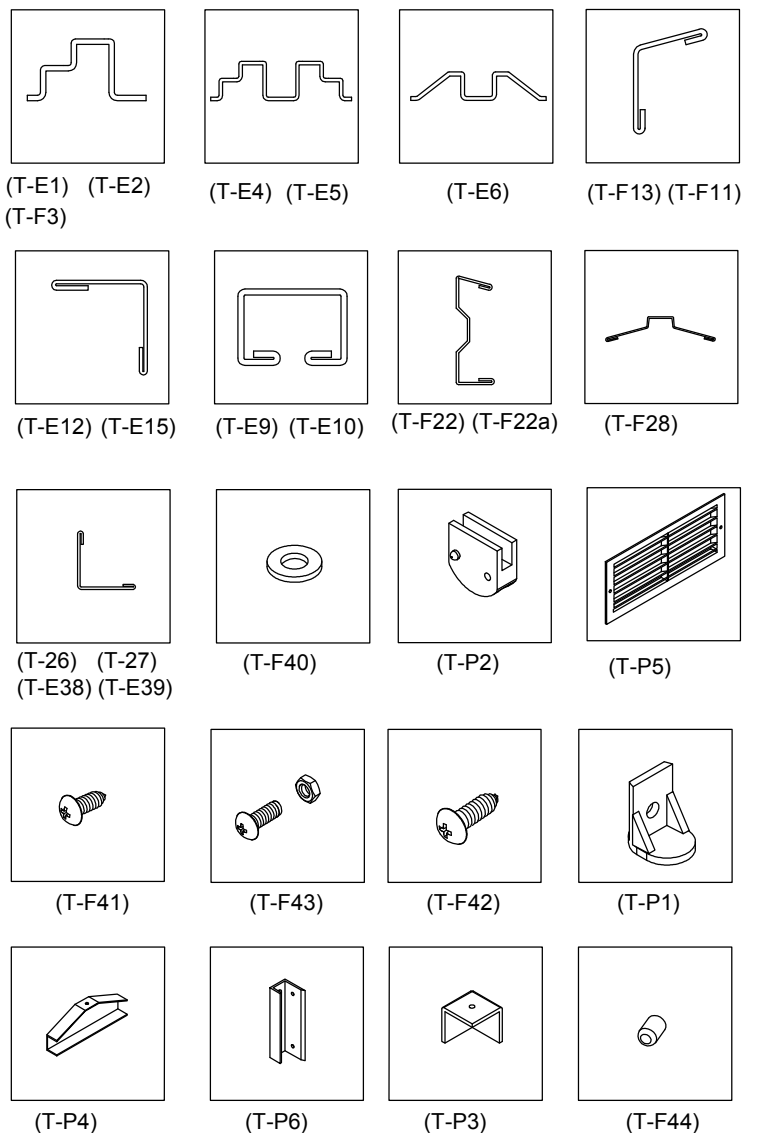 (T-E1) (T-E2)
(T-F3)
(T-E4) (T-E5)
(T-E6)
(T-F13) (T-F11)
(T-E12) (T-E15)
(T-E9) (T-E10)
(T-F22) (T-F22a)
(T-F28)
(T-26) (T-27)
(T-E38) (T-E39)
(T-F40)
(T-P2)
(T-P5)
(T-F41)
(T-F43)
(T-F42)
(T-P1)
(T-P4)
(T-P6)
(T-P3)
(T-F44)